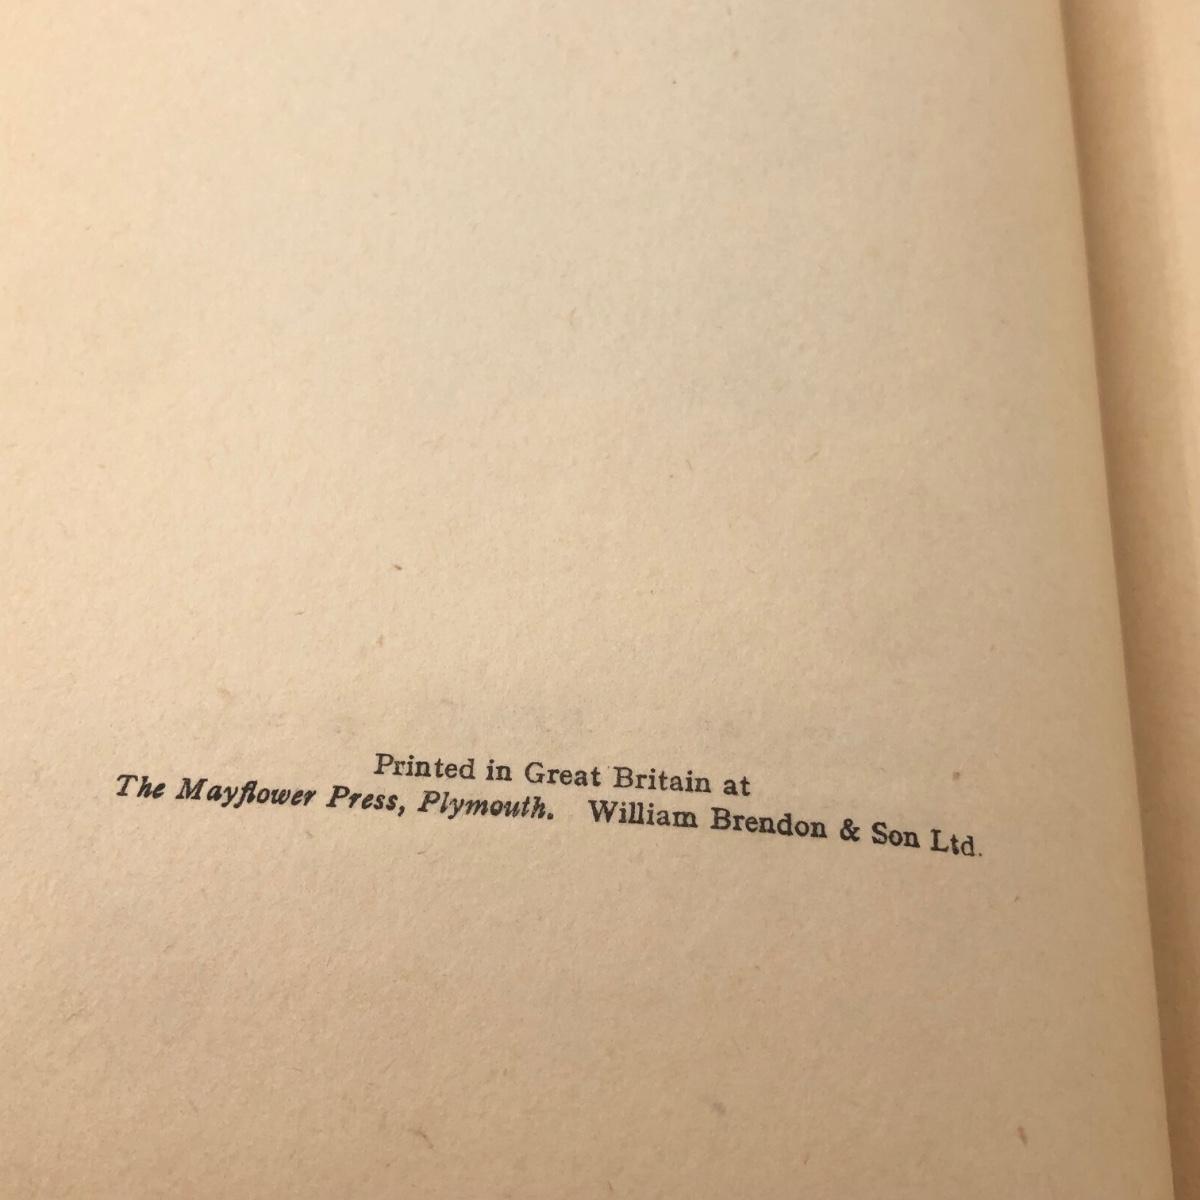 Printed in Great Britain at
The Mayflower Press, Plymouth. William Brendon & Son Ltd.